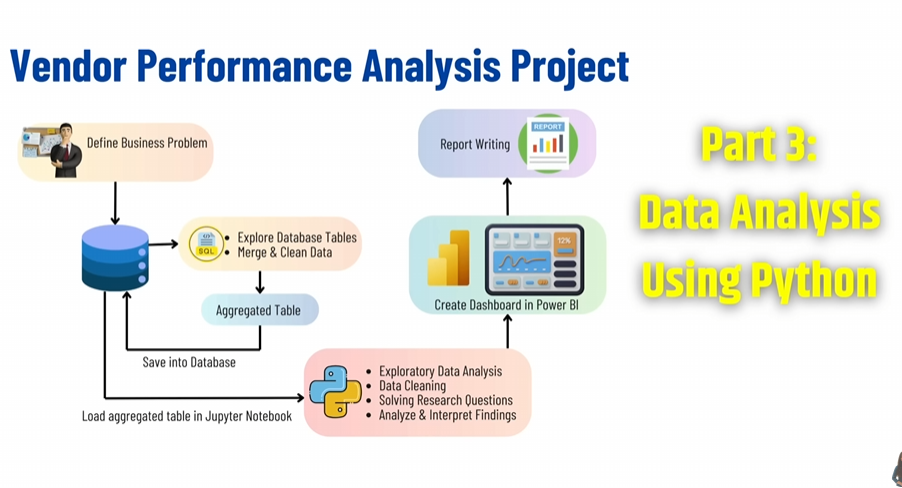 Vendor Performance Analysis Project
Define Business Problem
SQL
Explore Database Tables
Merge & Clean Data
Aggregated Table
Save into Database
Load aggregated table in Jupyter Notebook
Exploratory Data Analysis
Data Cleaning
Solving Research Questions
Analyze & Interpret Findings
12%
Create Dashboard in Power BI
Report Writing
REPORT
Part 3:
Data Analysis
Using Python